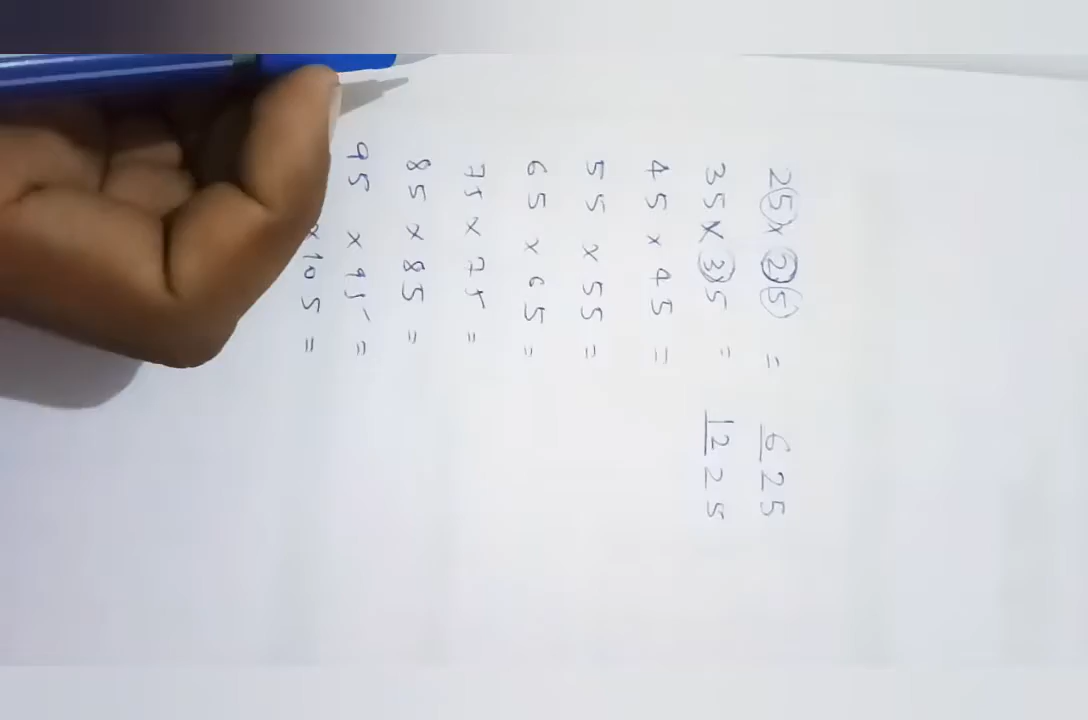 25 × 25 = 625
35 × 35 = 1225
45 × 45 =
55 × 55 =
65 × 65 =
75 × 75 =
85 × 85 =
95 × 95 =
× 105 =